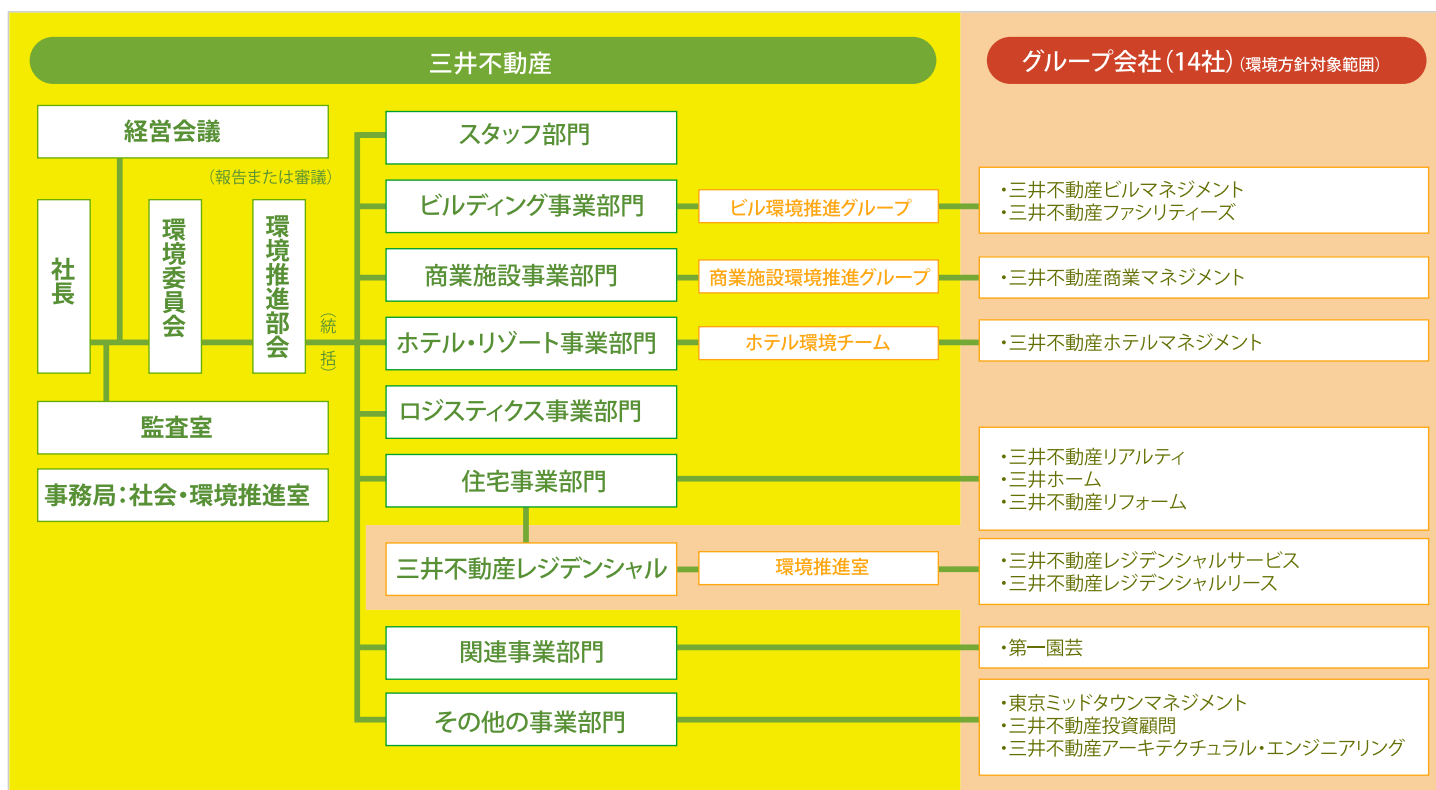 三井不動産
グループ会社（14社）（環境方針対象範囲）
経営会議
（報告または審議）
社長
環境委員会
環境推進部会
（統括）
監査室
事務局：社会・環境推進室
スタッフ部門
ビルディング事業部門
ビル環境推進グループ
・三井不動産ビルマネジメント
・三井不動産ファシリティーズ
商業施設事業部門
商業施設環境推進グループ
・三井不動産商業マネジメント
ホテル・リゾート事業部門
ホテル環境チーム
・三井不動産ホテルマネジメント
ロジスティクス事業部門
住宅事業部門
・三井不動産リアルティ
・三井ホーム
・三井不動産リフォーム
三井不動産レジデンシャル
環境推進室
・三井不動産レジデンシャルサービス
・三井不動産レジデンシャルリース
関連事業部門
・第一園芸
その他の事業部門
・東京ミッドタウンマネジメント
・三井不動産投資顧問
・三井不動産アーキテクチュラル・エンジニアリング